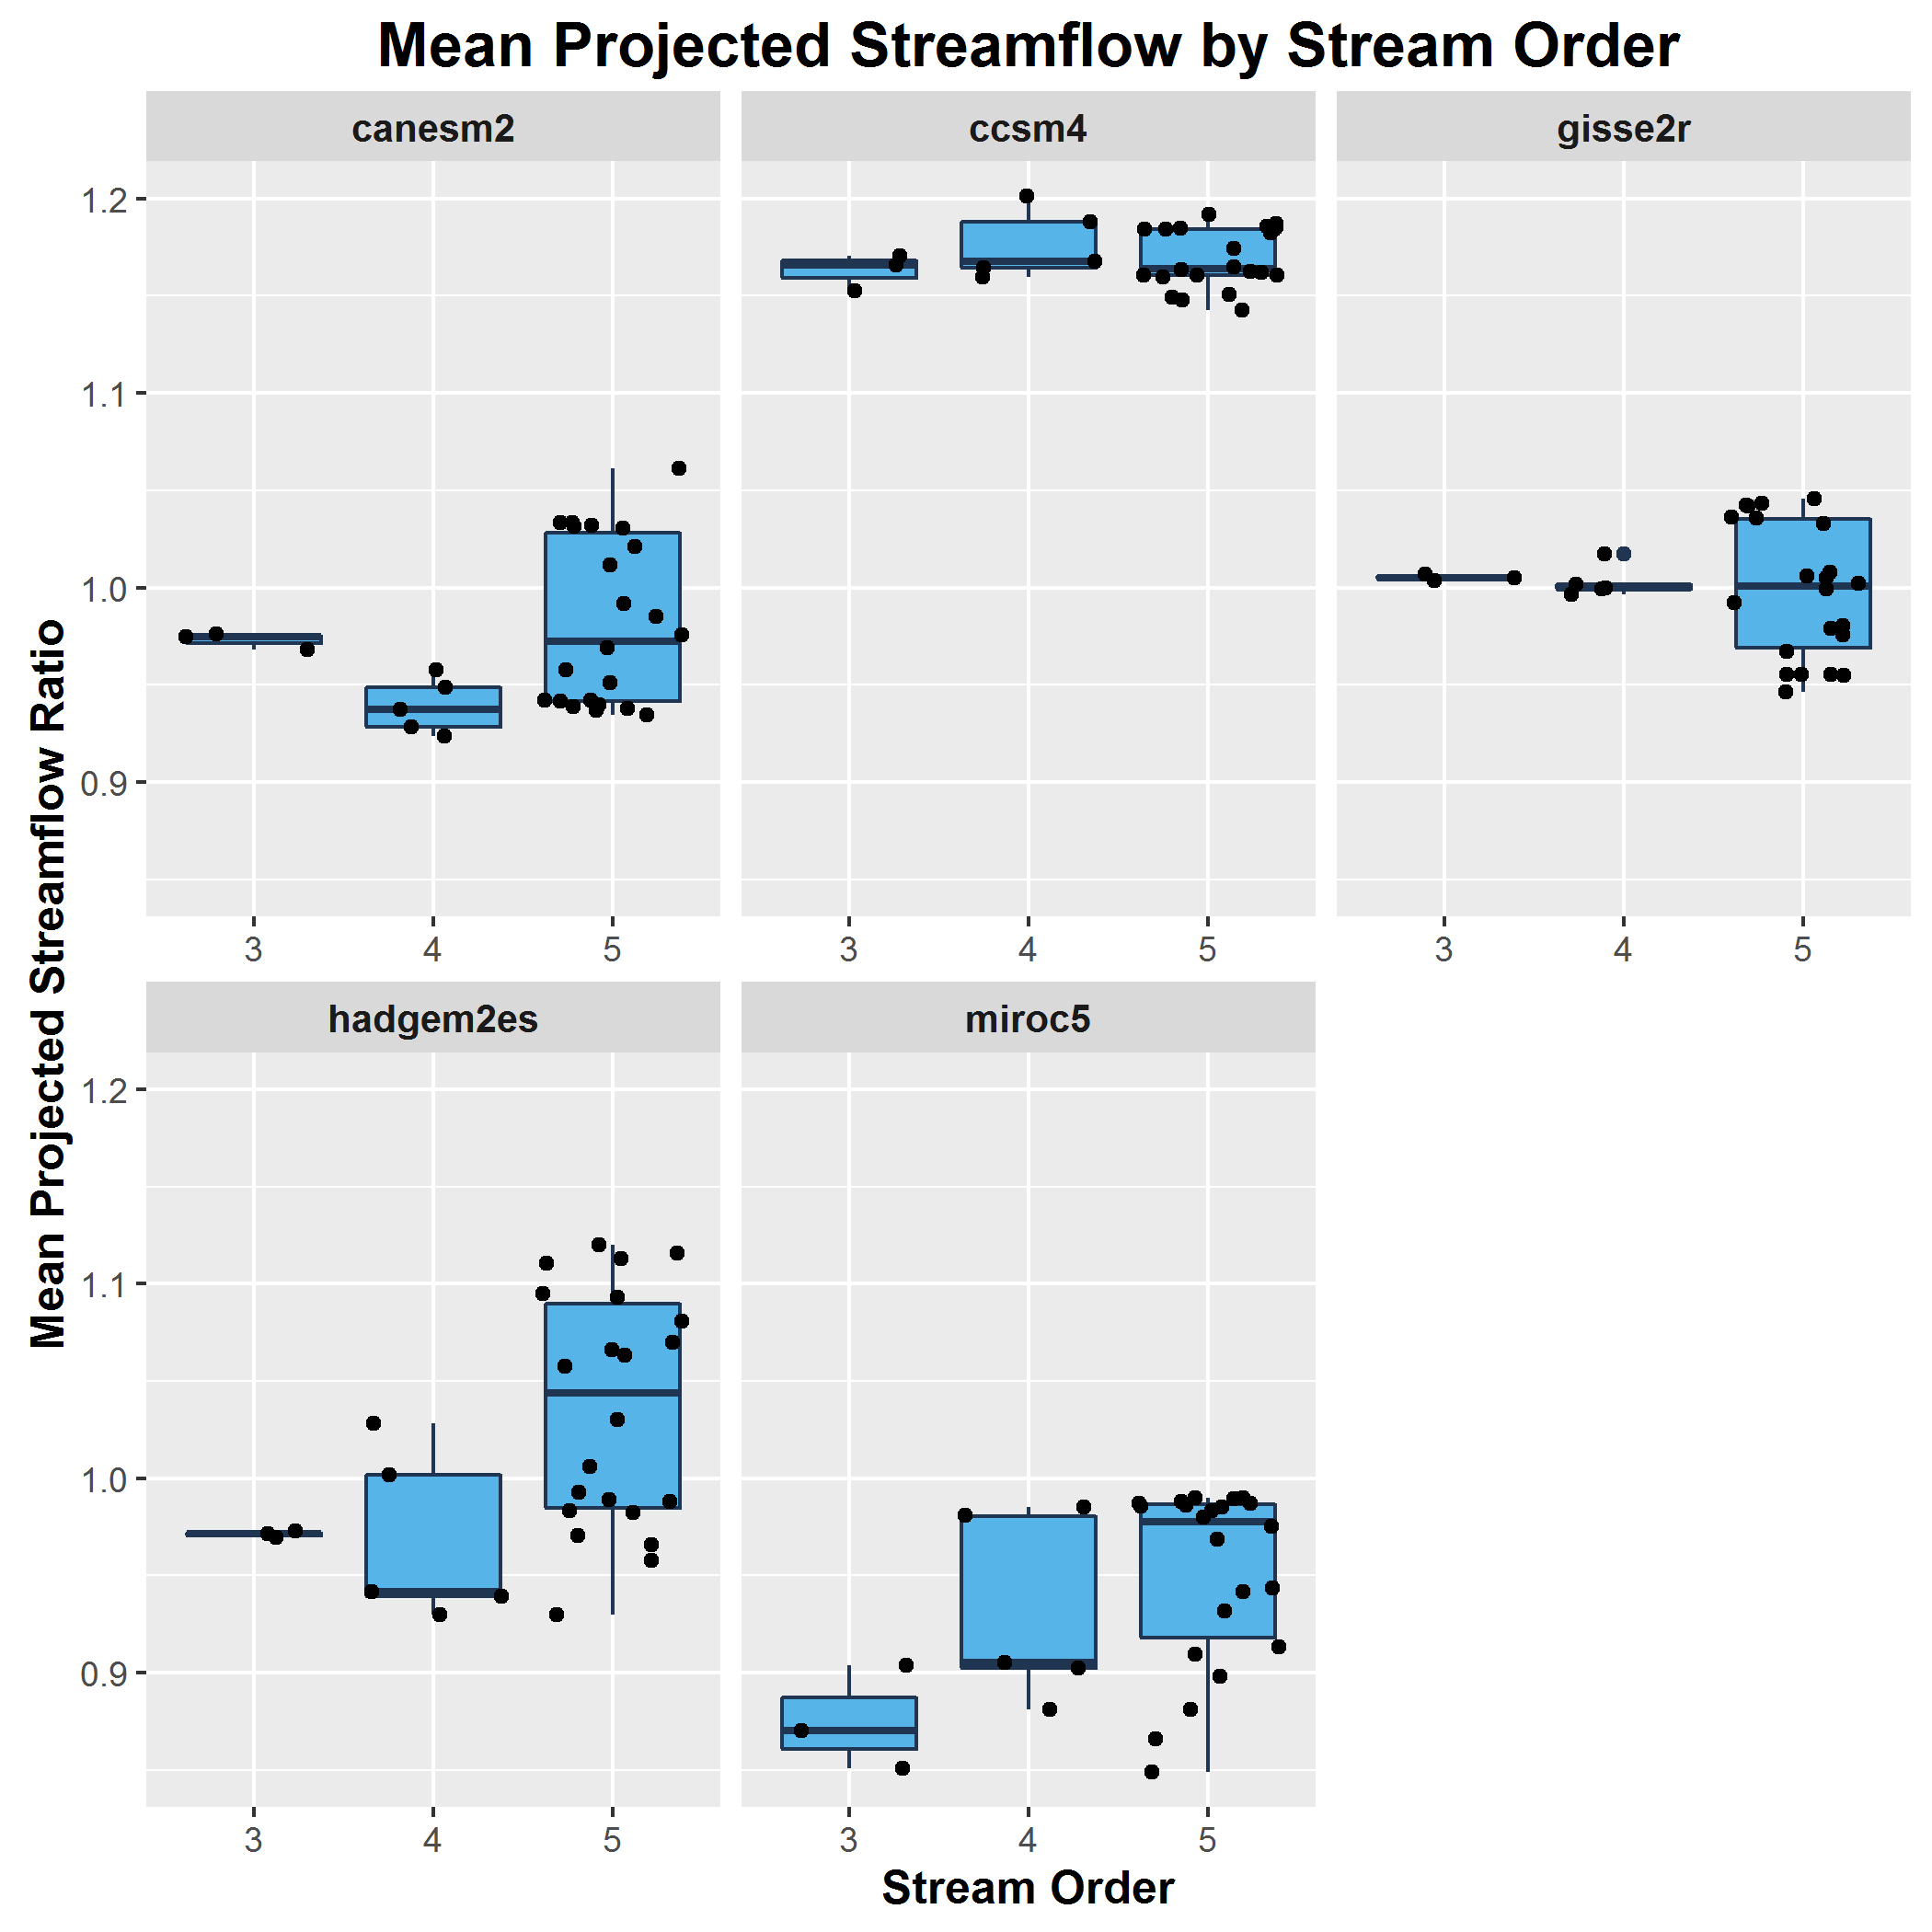 Mean Projected Streamflow by Stream Order
canesm2
ccsm4
gisse2r
1.2
1.1
1.0
0.9
3 4 5
3 4 5
3 4 5
Mean Projected Streamflow Ratio
hadgem2es
miroc5
1.2
1.1
1.0
0.9
3 4 5
3 4 5
Stream Order